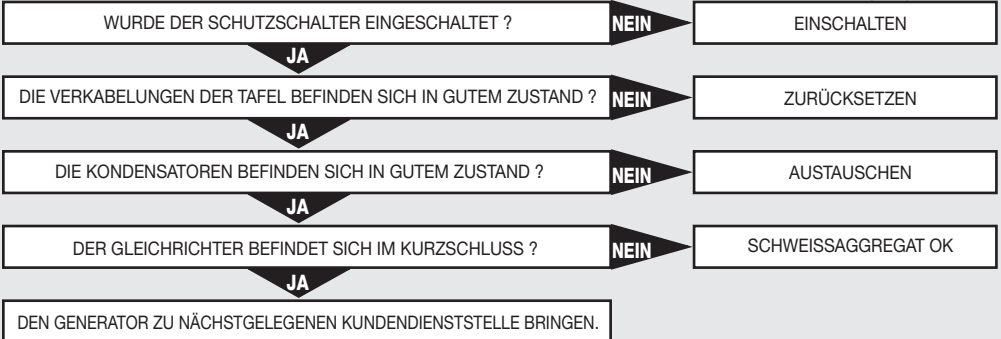 WURDE DER SCHUTZSCHALTER EINGESCHALTET ?
NEIN
EINSCHALTEN
JA
DIE VERKABELUNGEN DER TAFEL BEFINDEN SICH IN GUTEM ZUSTAND ?
NEIN
ZURÜCKSETZEN
JA
DIE KONDENSATOREN BEFINDEN SICH IN GUTEM ZUSTAND ?
NEIN
AUSTAUSCHEN
JA
DER GLEICHRICHTER BEFINDET SICH IM KURZSCHLUSS ?
NEIN
SCHWEISSAGGREGAT OK
JA
DEN GENERATOR ZU NÄCHSTGELEGENEN KUNDENDIENSTSTELLE BRINGEN.